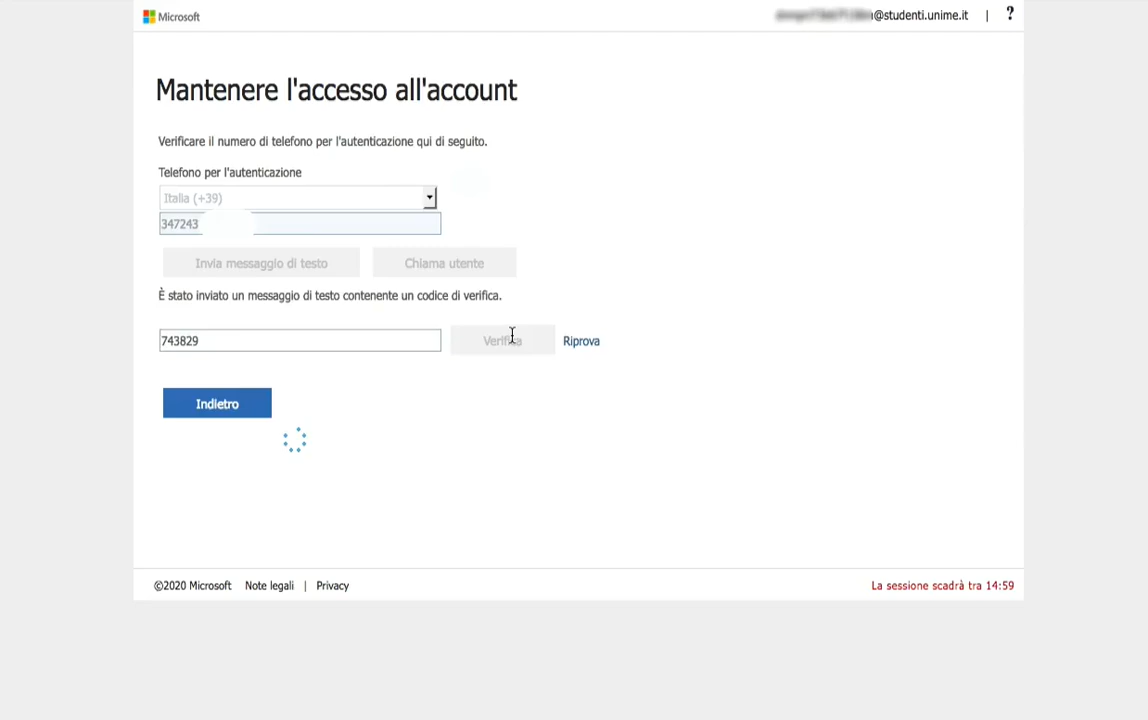 Microsoft
@studenti.unime.it | ?
Mantenere l'accesso all'account
Verificare il numero di telefono per l'autenticazione qui di seguito.
Telefono per l'autenticazione
Italia (+39)
347243
Invia messaggio di testo Chiama utente
È stato inviato un messaggio di testo contenente un codice di verifica.
743829 Verifica Riprova
Indietro
©2020 Microsoft Note legali | Privacy La sessione scadrà tra 14:59